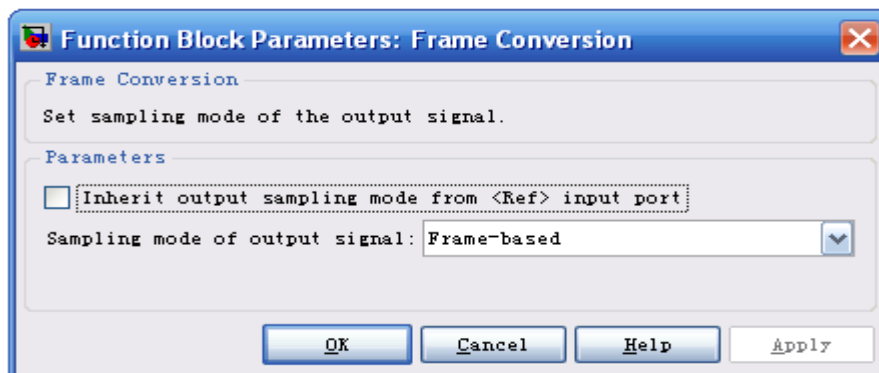 Function Block Parameters: Frame Conversion
Frame Conversion
Set sampling mode of the output signal.
Parameters
Inherit output sampling mode from <Ref> input port
Sampling mode of output signal: Frame-based
OK Cancel Help Apply